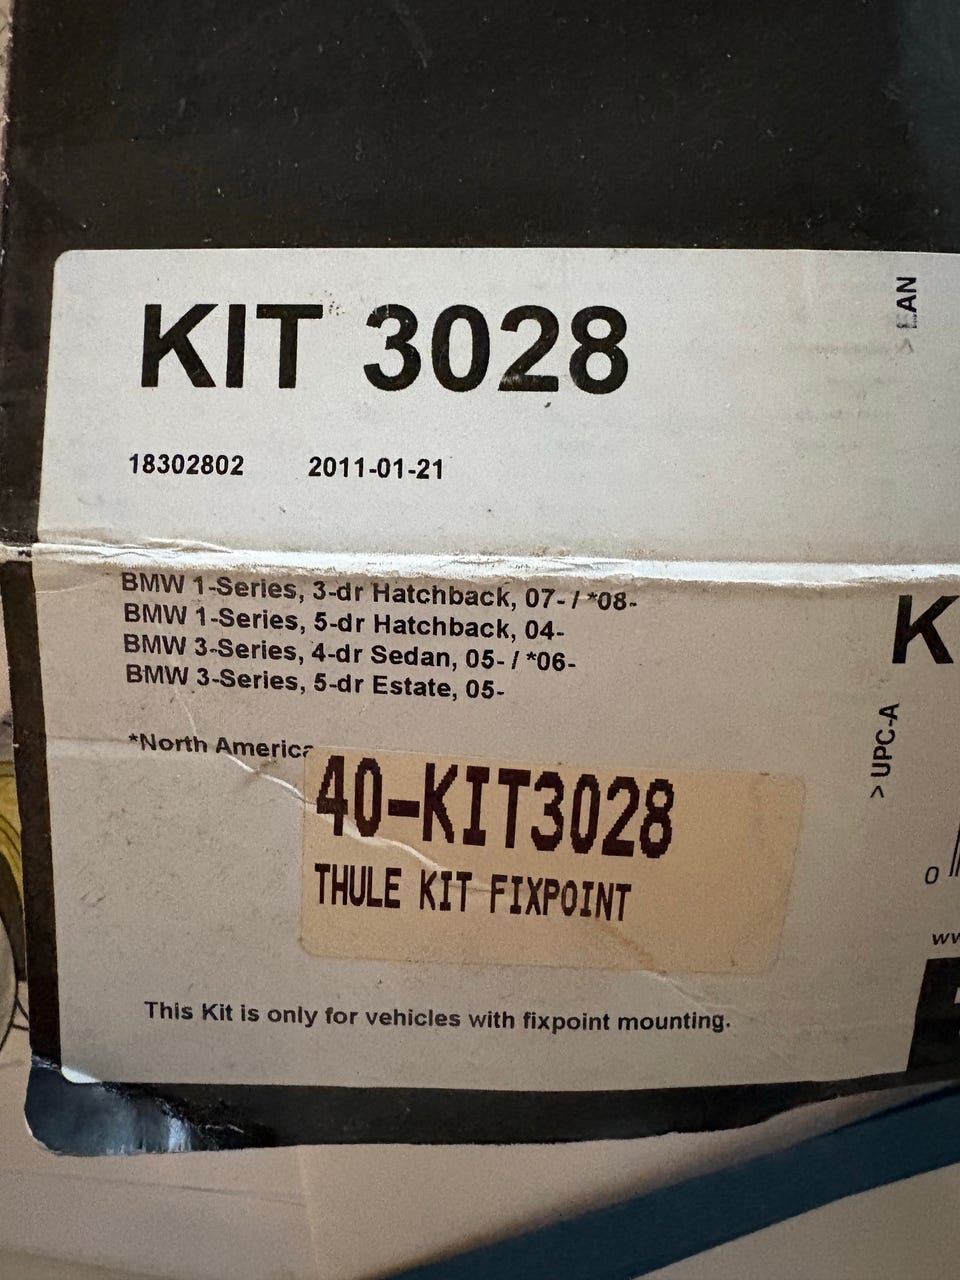 KIT 3028
EAN
18302802 2011-01-21
BMW 1-Series, 3-dr Hatchback, 07- / *08-
BMW 1-Series, 5-dr Hatchback, 04-
BMW 3-Series, 4-dr Sedan, 05- / *06-
BMW 3-Series, 5-dr Estate, 05-
K
> UPC-A
*North America
40-KIT3028
THULE KIT FIXPOINT
0
This Kit is only for vehicles with fixpoint mounting.